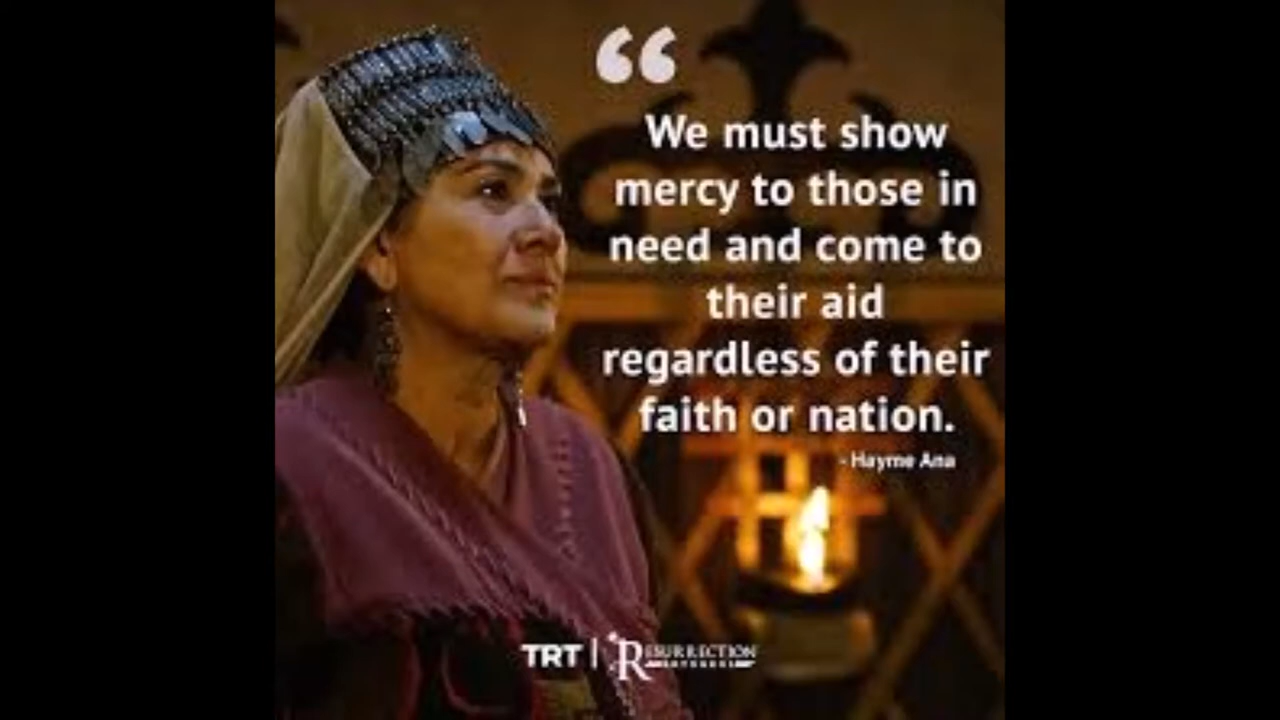 “
We must show
mercy to those in
need and come to
their aid
regardless of their
faith or nation.
- Hayme Ana
TRT | RESURRECTION